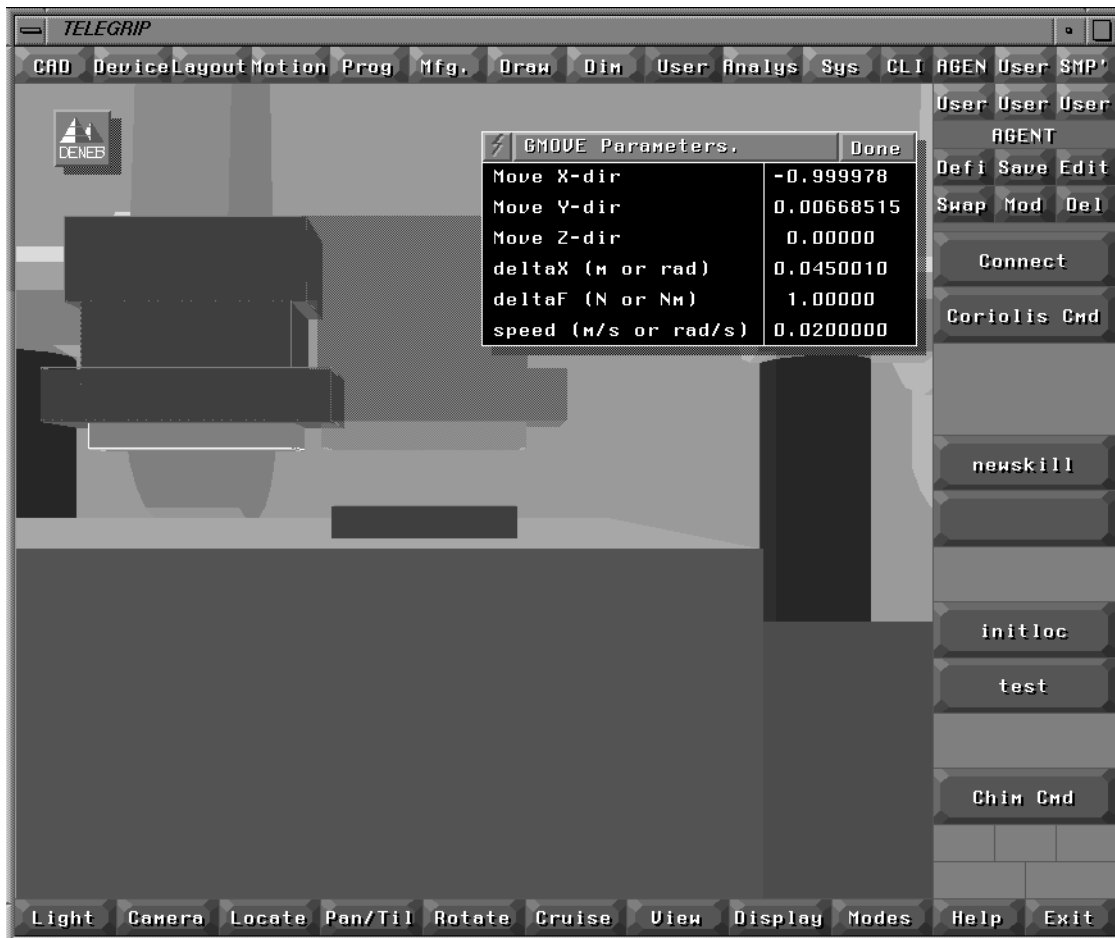 TELEGRIP
CAD Device Layout Motion Prog Mfg. Draw Dim User Analys Sys CLI AGEN User SMP'
User User User
DENEB
AGENT
GMOVE Parameters. Done
Defi Save Edit
Move X-dir -0.999978
Move Y-dir 0.00668515
Swap Mod Del
Move Z-dir 0.00000
deltaX (m or rad) 0.0450010
deltaF (N or Nm) 1.00000
speed (m/s or rad/s) 0.0200000
Connect
Coriolis Cmd
newskill
initloc
test
Chim Cmd
Light Camera Locate Pan/Til Rotate Cruise View Display Modes Help Exit